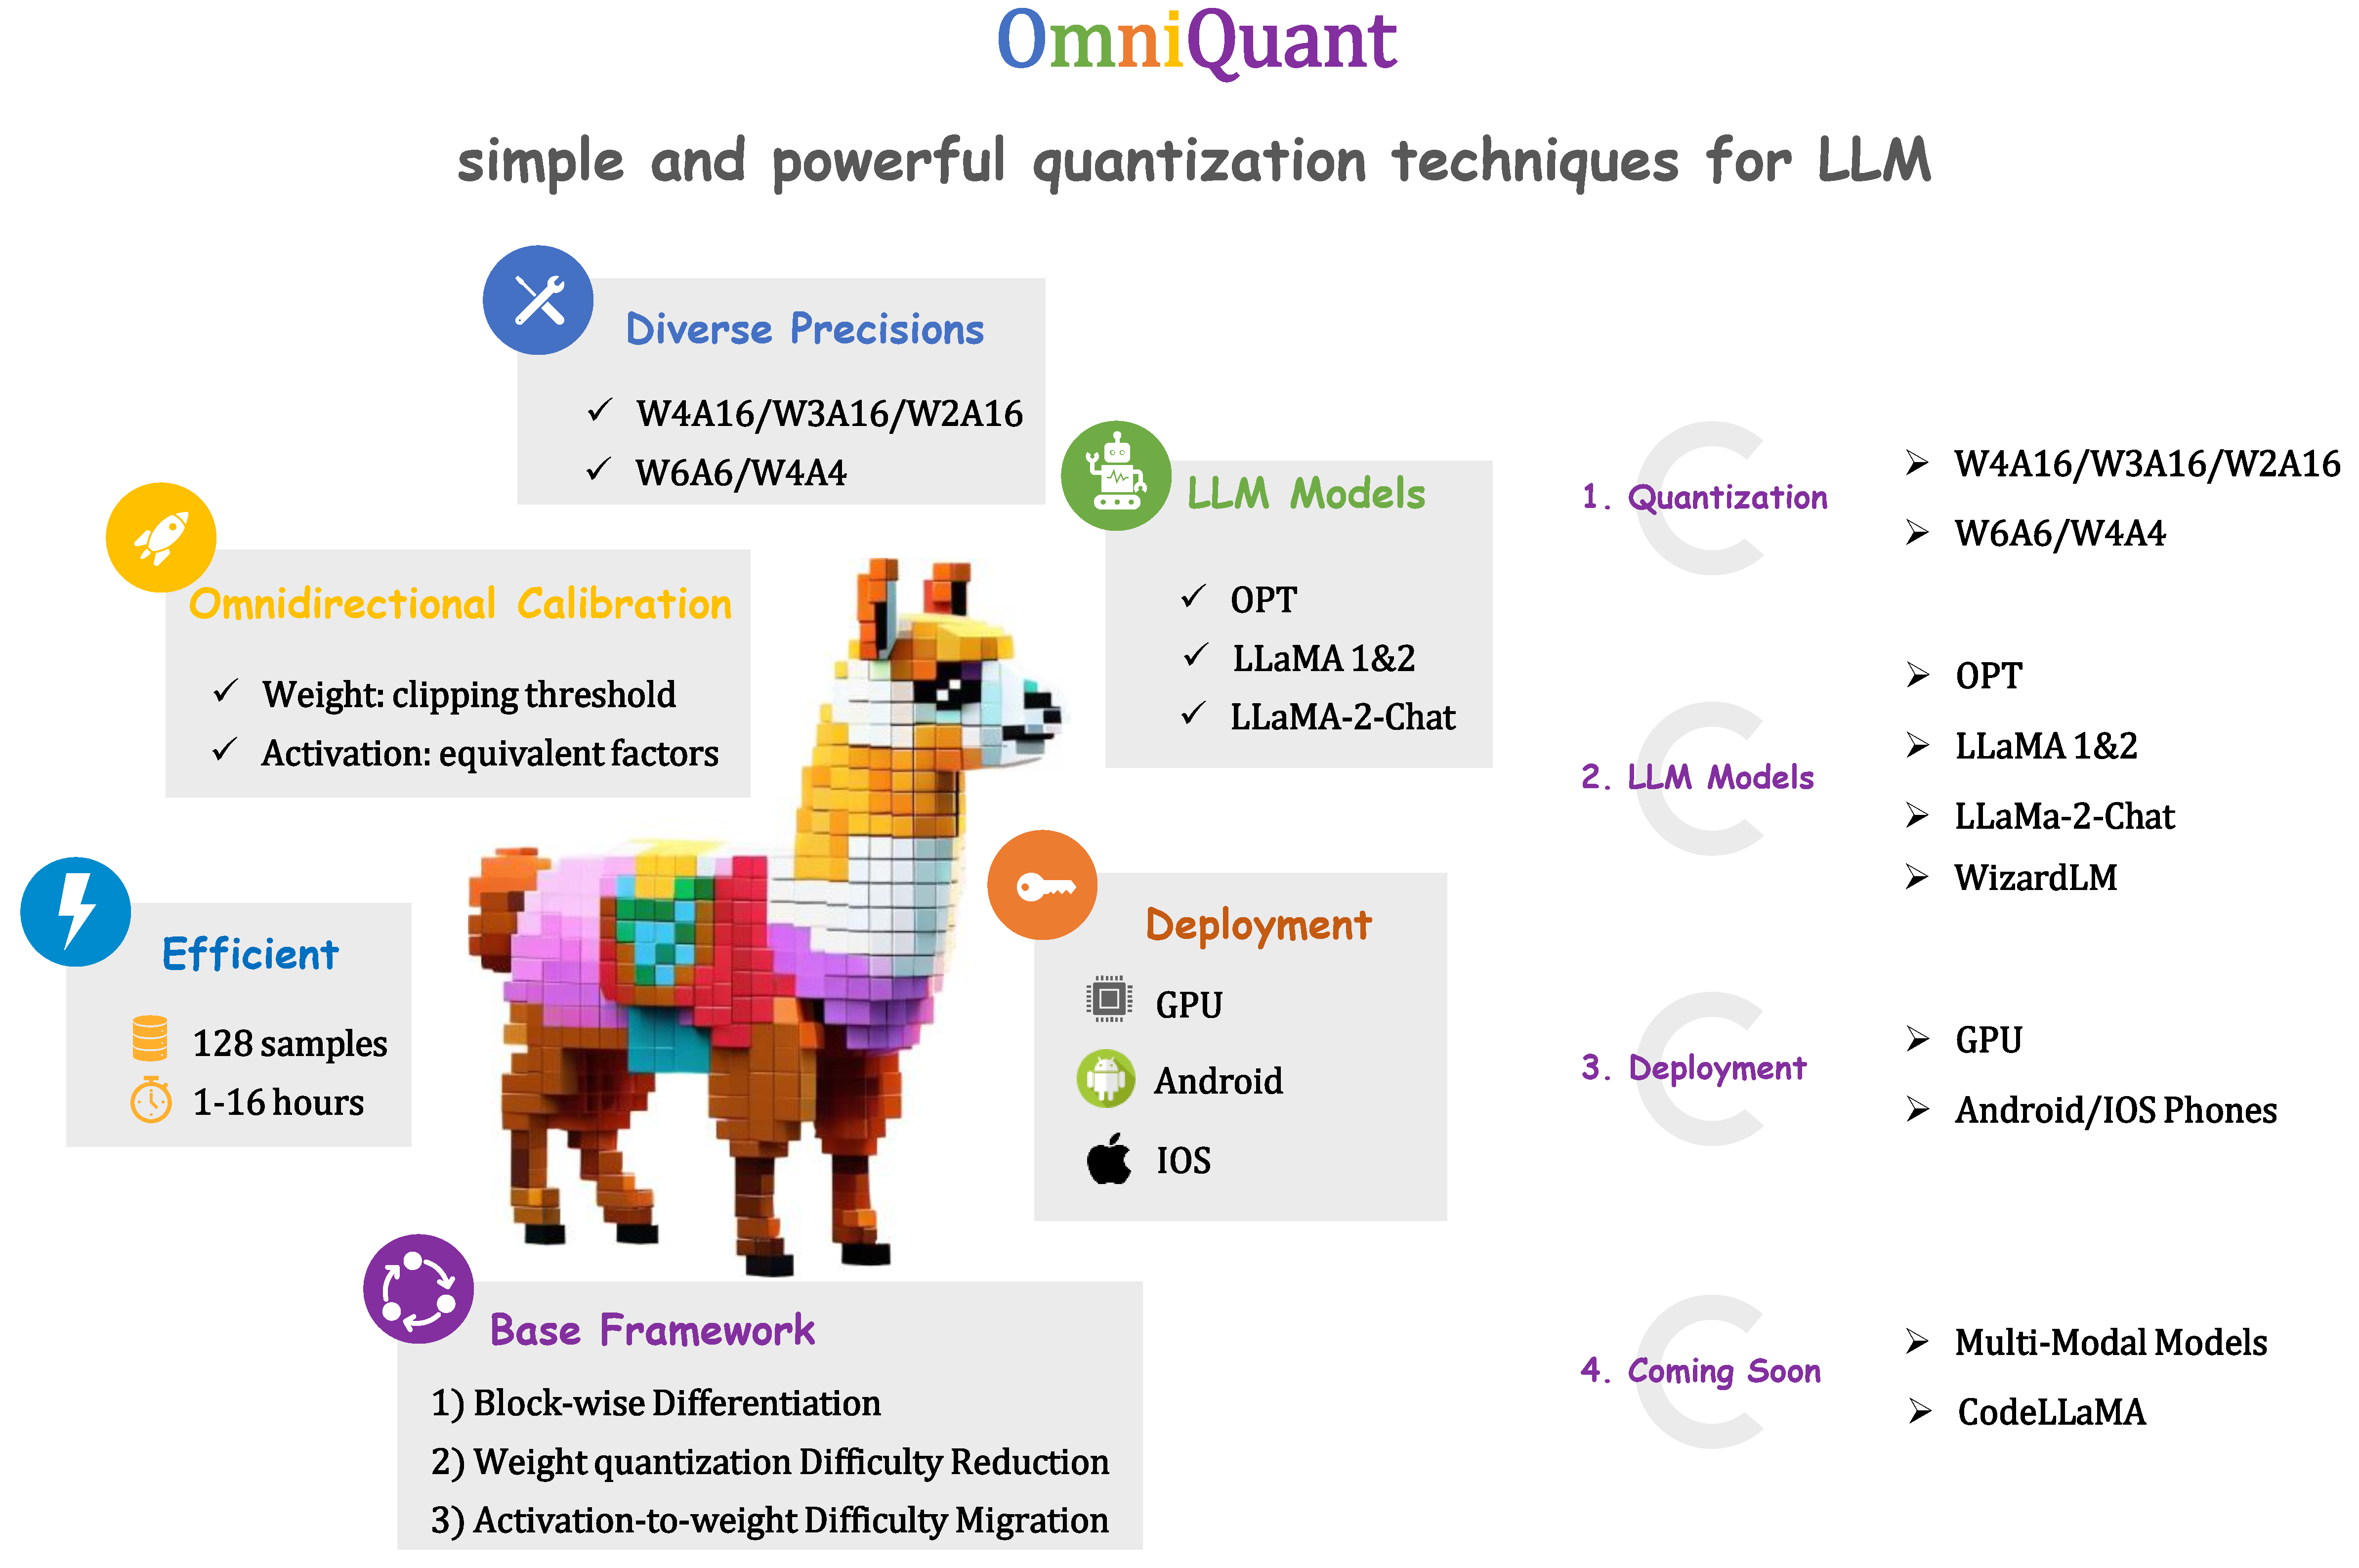 OmniQuant
simple and powerful quantization techniques for LLM
Diverse Precisions
W4A16/W3A16/W2A16
W6A6/W4A4
Omnidirectional Calibration
Weight: clipping threshold
Activation: equivalent factors
Efficient
128 samples
1-16 hours
LLM Models
OPT
LLaMA 1&2
LLaMA-2-Chat
Deployment
GPU
Android
IOS
Base Framework
1) Block-wise Differentiation
2) Weight quantization Difficulty Reduction
3) Activation-to-weight Difficulty Migration
1. Quantization
W4A16/W3A16/W2A16
W6A6/W4A4
2. LLM Models
OPT
LLaMA 1&2
LLaMa-2-Chat
WizardLM
3. Deployment
GPU
Android/IOS Phones
4. Coming Soon
Multi-Modal Models
CodeLLaMA